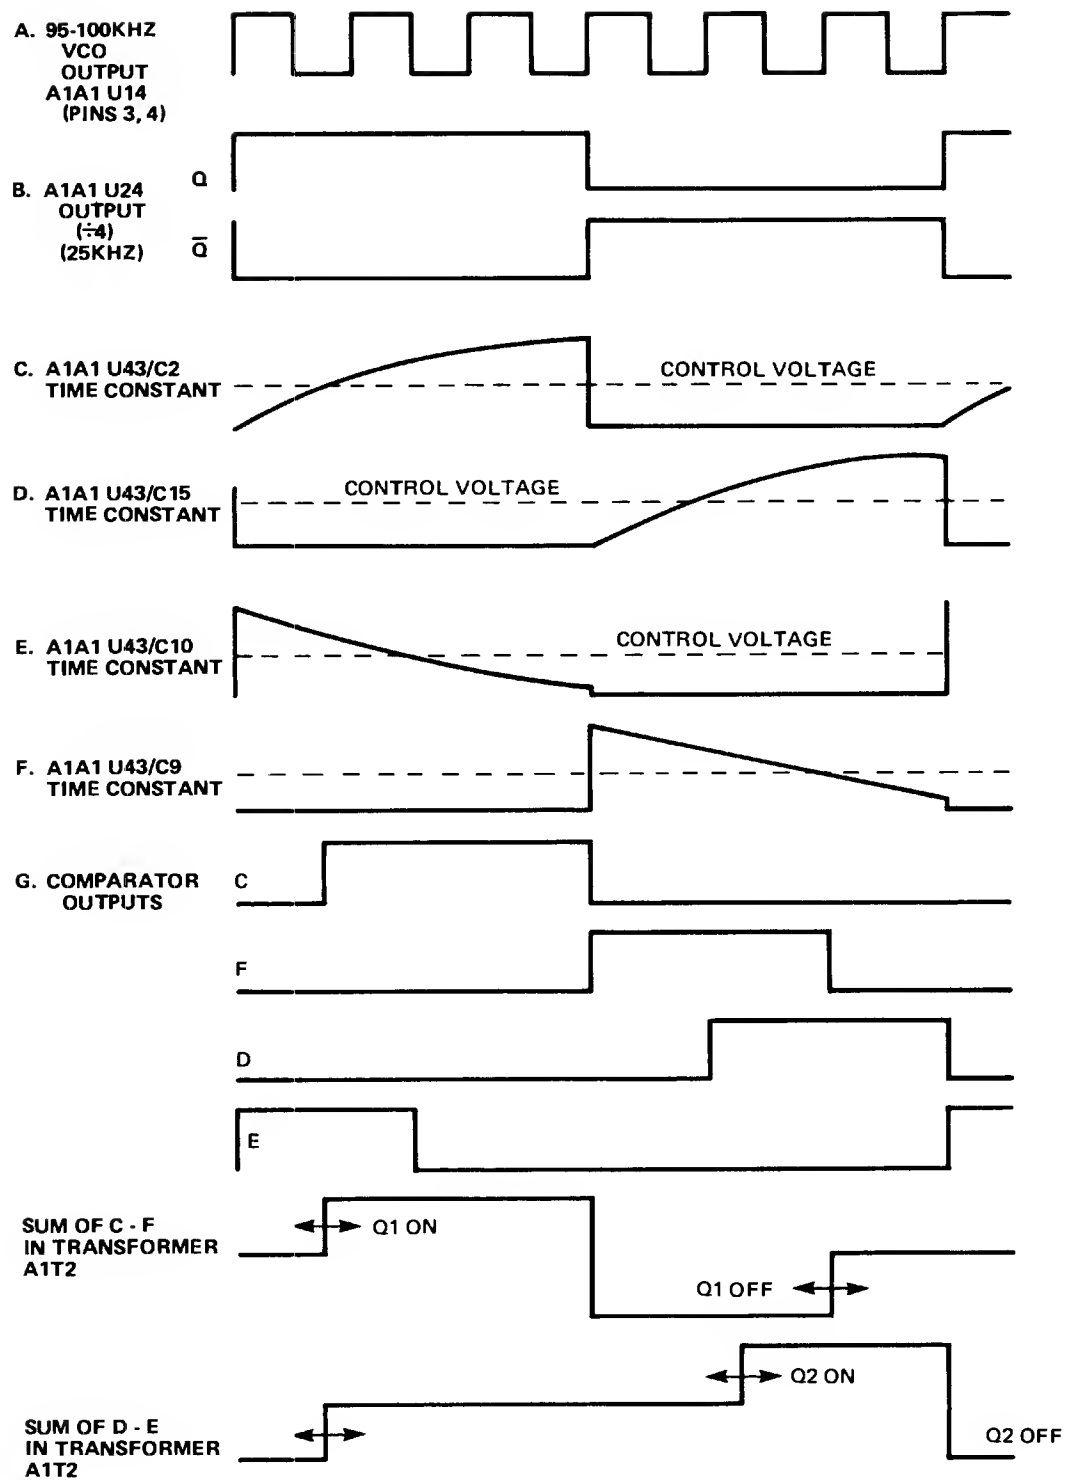 A. 95-100KHZ
VCO
OUTPUT
A1A1 U14
(PINS 3, 4)
Q
B. A1A1 U24
OUTPUT
(÷4)
(25KHZ)
Q̅
C. A1A1 U43/C2
TIME CONSTANT
CONTROL VOLTAGE
D. A1A1 U43/C15
TIME CONSTANT
CONTROL VOLTAGE
E. A1A1 U43/C10
TIME CONSTANT
CONTROL VOLTAGE
F. A1A1 U43/C9
TIME CONSTANT
G. COMPARATOR
OUTPUTS
C
F
D
E
SUM OF C - F
IN TRANSFORMER
A1T2
Q1 ON
Q1 OFF
Q2 ON
SUM OF D - E
IN TRANSFORMER
A1T2
Q2 OFF